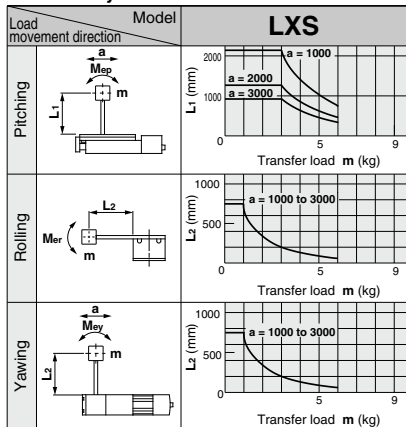 Model
Load
movement direction
LXS
Pitching
a
Mep
m
L1
L1 (mm)
2000
1000
a = 1000
a = 2000
a = 3000
5
9
Transfer load m (kg)
Rolling
L2
Mer
m
L2 (mm)
1000
500
a = 1000 to 3000
0
5
9
Transfer load m (kg)
Yawing
a
Mey
m
L2
L2 (mm)
1000
500
0
a = 1000 to 3000
5
9
Transfer load m (kg)